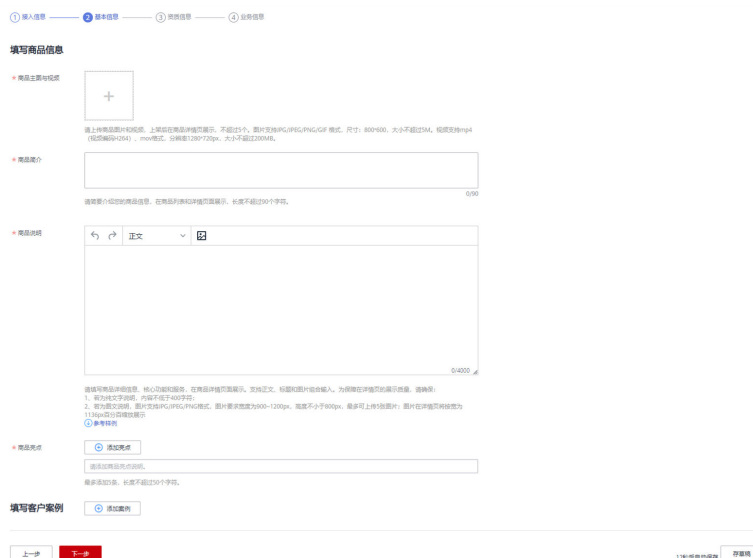 1 接入信息 2 基本信息 3 资质信息 4 业务信息
填写商品信息
* 商品主图与视频
请上传商品图片和视频，上架后在商品详情页展示，不超过5个。图片支持JPG/JPEG/PNG/GIF 格式，尺寸：800*600，大小不超过5M。视频支持mp4
（视频编码H264）、mov格式，分辨率1280*720px，大小不超过200MB。
* 商品简介
0/90
请简要介绍您的商品信息，在商品列表和详情页面展示，长度不超过90个字符。
* 商品说明
正文
0/4000
请填写商品详细信息、核心功能和服务，在商品详情页面展示。支持正文、标题和图片组合输入。为保障在详情页的展示质量，请确保：
1、若为纯文字说明，内容不低于400字符；
2、若为图文说明，图片支持JPG/JPEG/PNG格式，图片要求宽度为900~1200px，高度不小于800px，最多可上传5张图片；图片在详情页将被宽为
1136px百分百缩放展示
参考样例
* 商品亮点
添加亮点
请添加商品亮点说明。
最多添加5条，长度不超过50个字符。
填写客户案例 添加案例
上一步 下一步 存草稿